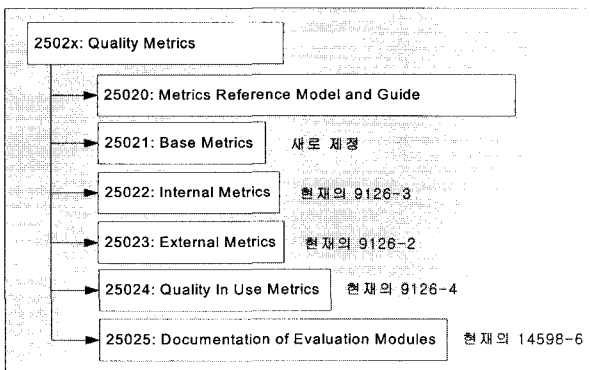 2502x: Quality Metrics
25020: Metrics Reference Model and Guide
25021: Base Metrics 새로 제정
25022: Internal Metrics 현재의 9126-3
25023: External Metrics 현재의 9126-2
25024: Quality In Use Metrics 현재의 9126-4
25025: Documentation of Evaluation Modules 현재의 14598-6